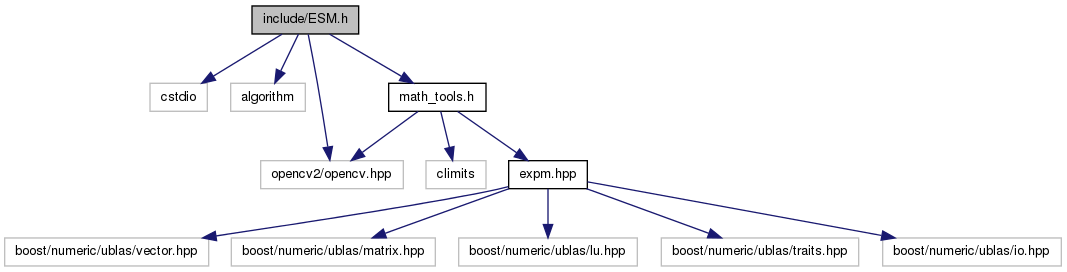 include/ESM.h
cstdio
algorithm
math_tools.h
opencv2/opencv.hpp
climits
expm.hpp
boost/numeric/ublas/vector.hpp
boost/numeric/ublas/matrix.hpp
boost/numeric/ublas/lu.hpp
boost/numeric/ublas/traits.hpp
boost/numeric/ublas/io.hpp